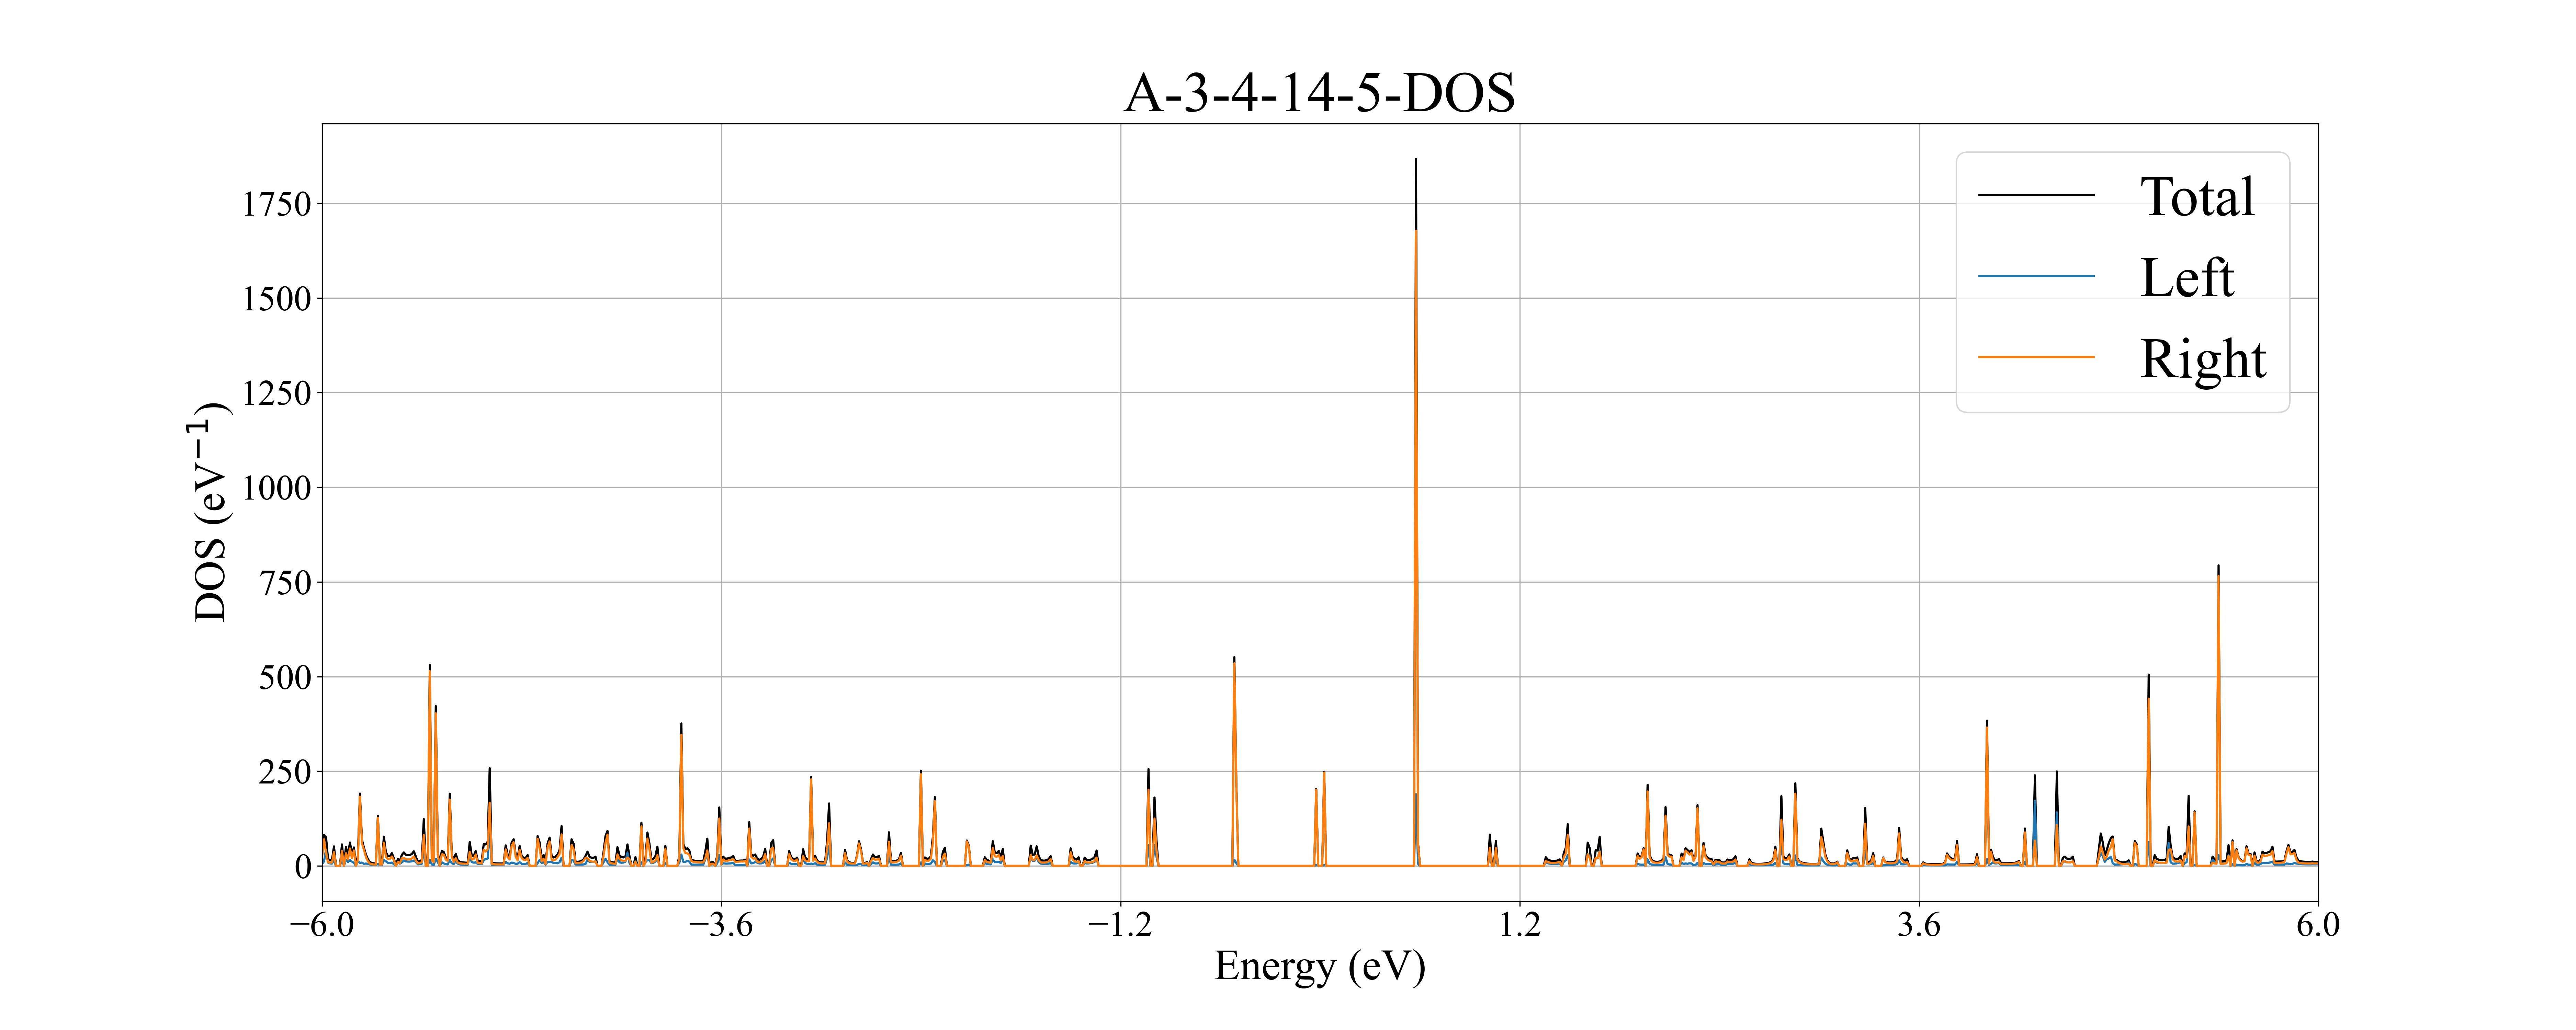 A-3-4-14-5-DOS
Total
Left
Right
DOS (eV⁻¹)
1750
1500
1250
1000
750
500
250
0
−6.0 −3.6 −1.2 1.2 3.6 6.0
Energy (eV)